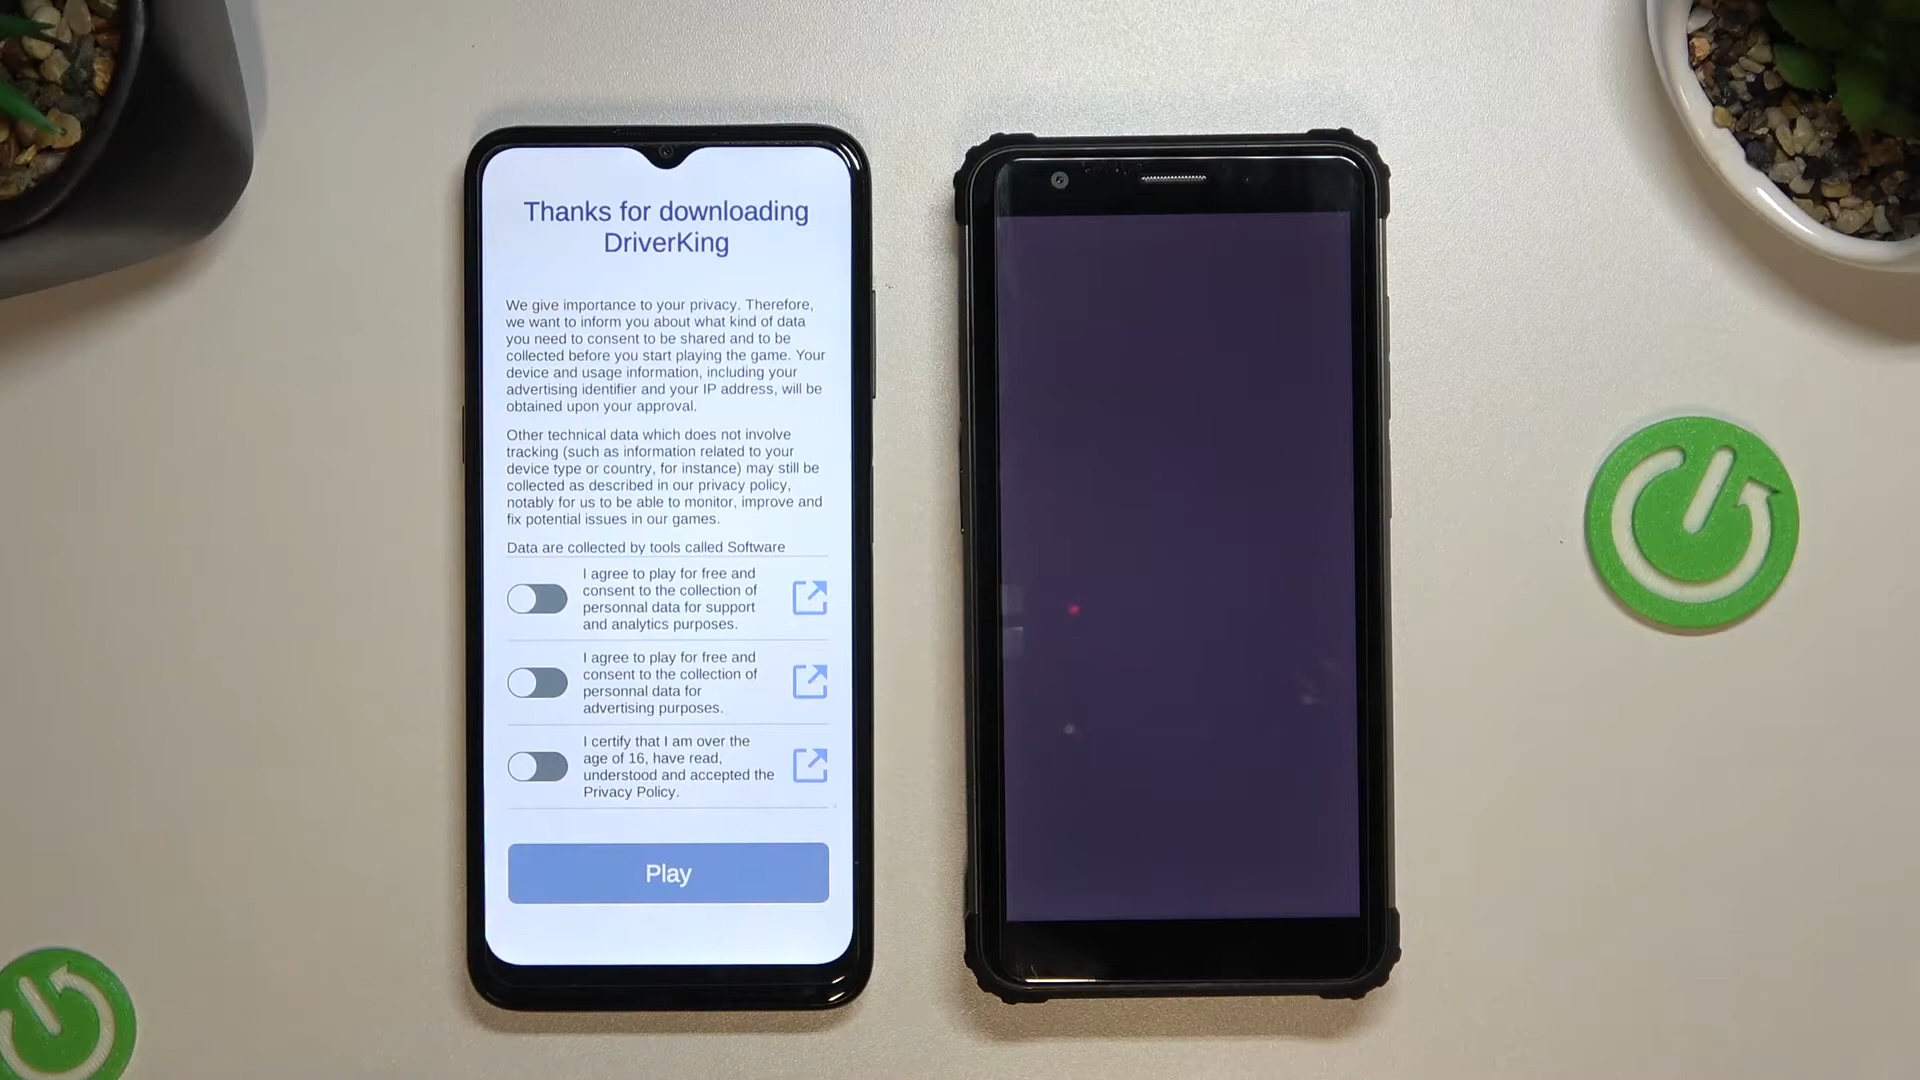 Thanks for downloading
DriverKing
We give importance to your privacy. Therefore,
we want to inform you about what kind of data
you need to consent to be shared and to be
collected before you start playing the game. Your
device and usage information, including your
advertising identifier and your IP address, will be
obtained upon your approval.
Other technical data which does not involve
tracking (such as information related to your
device type or country, for instance) may still be
collected as described in our privacy policy,
notably for us to be able to monitor, improve and
fix potential issues in our games.
Data are collected by tools called Software
I agree to play for free and
consent to the collection of
personnal data for support
and analytics purposes.
I agree to play for free and
consent to the collection of
personnal data for
advertising purposes.
I certify that I am over the
age of 16, have read,
understood and accepted the
Privacy Policy.
Play